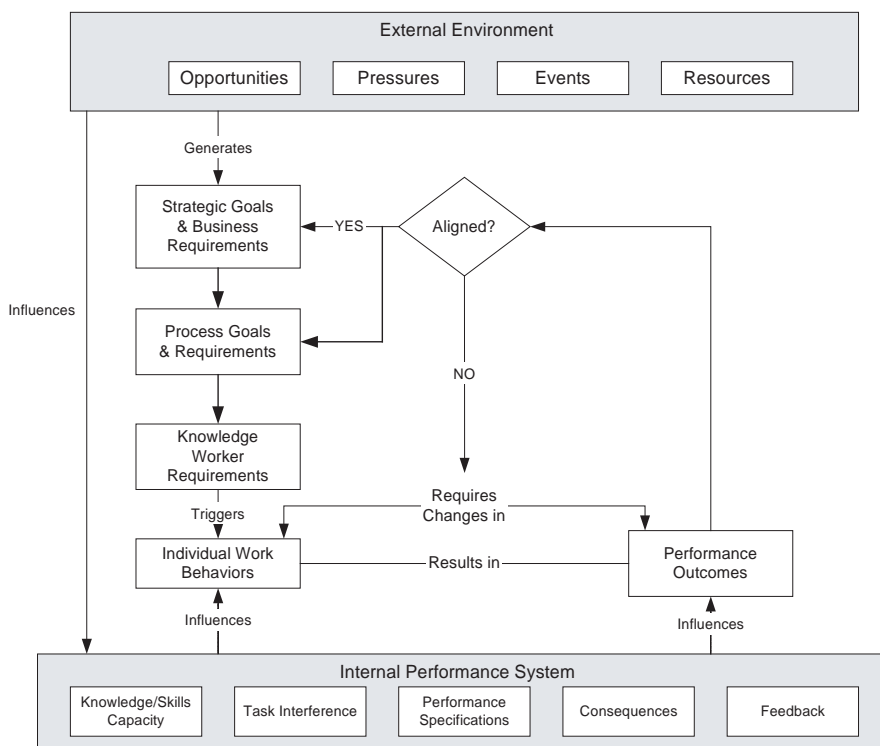 External Environment
Opportunities
Pressures
Events
Resources
Generates
Strategic Goals
& Business
Requirements
YES
Aligned?
Influences
Process Goals
& Requirements
NO
Knowledge
Worker
Requirements
Triggers
Requires
Changes in
Individual Work
Behaviors
Results in
Performance
Outcomes
Influences
Influences
Internal Performance System
Knowledge/Skills
Capacity
Task Interference
Performance
Specifications
Consequences
Feedback